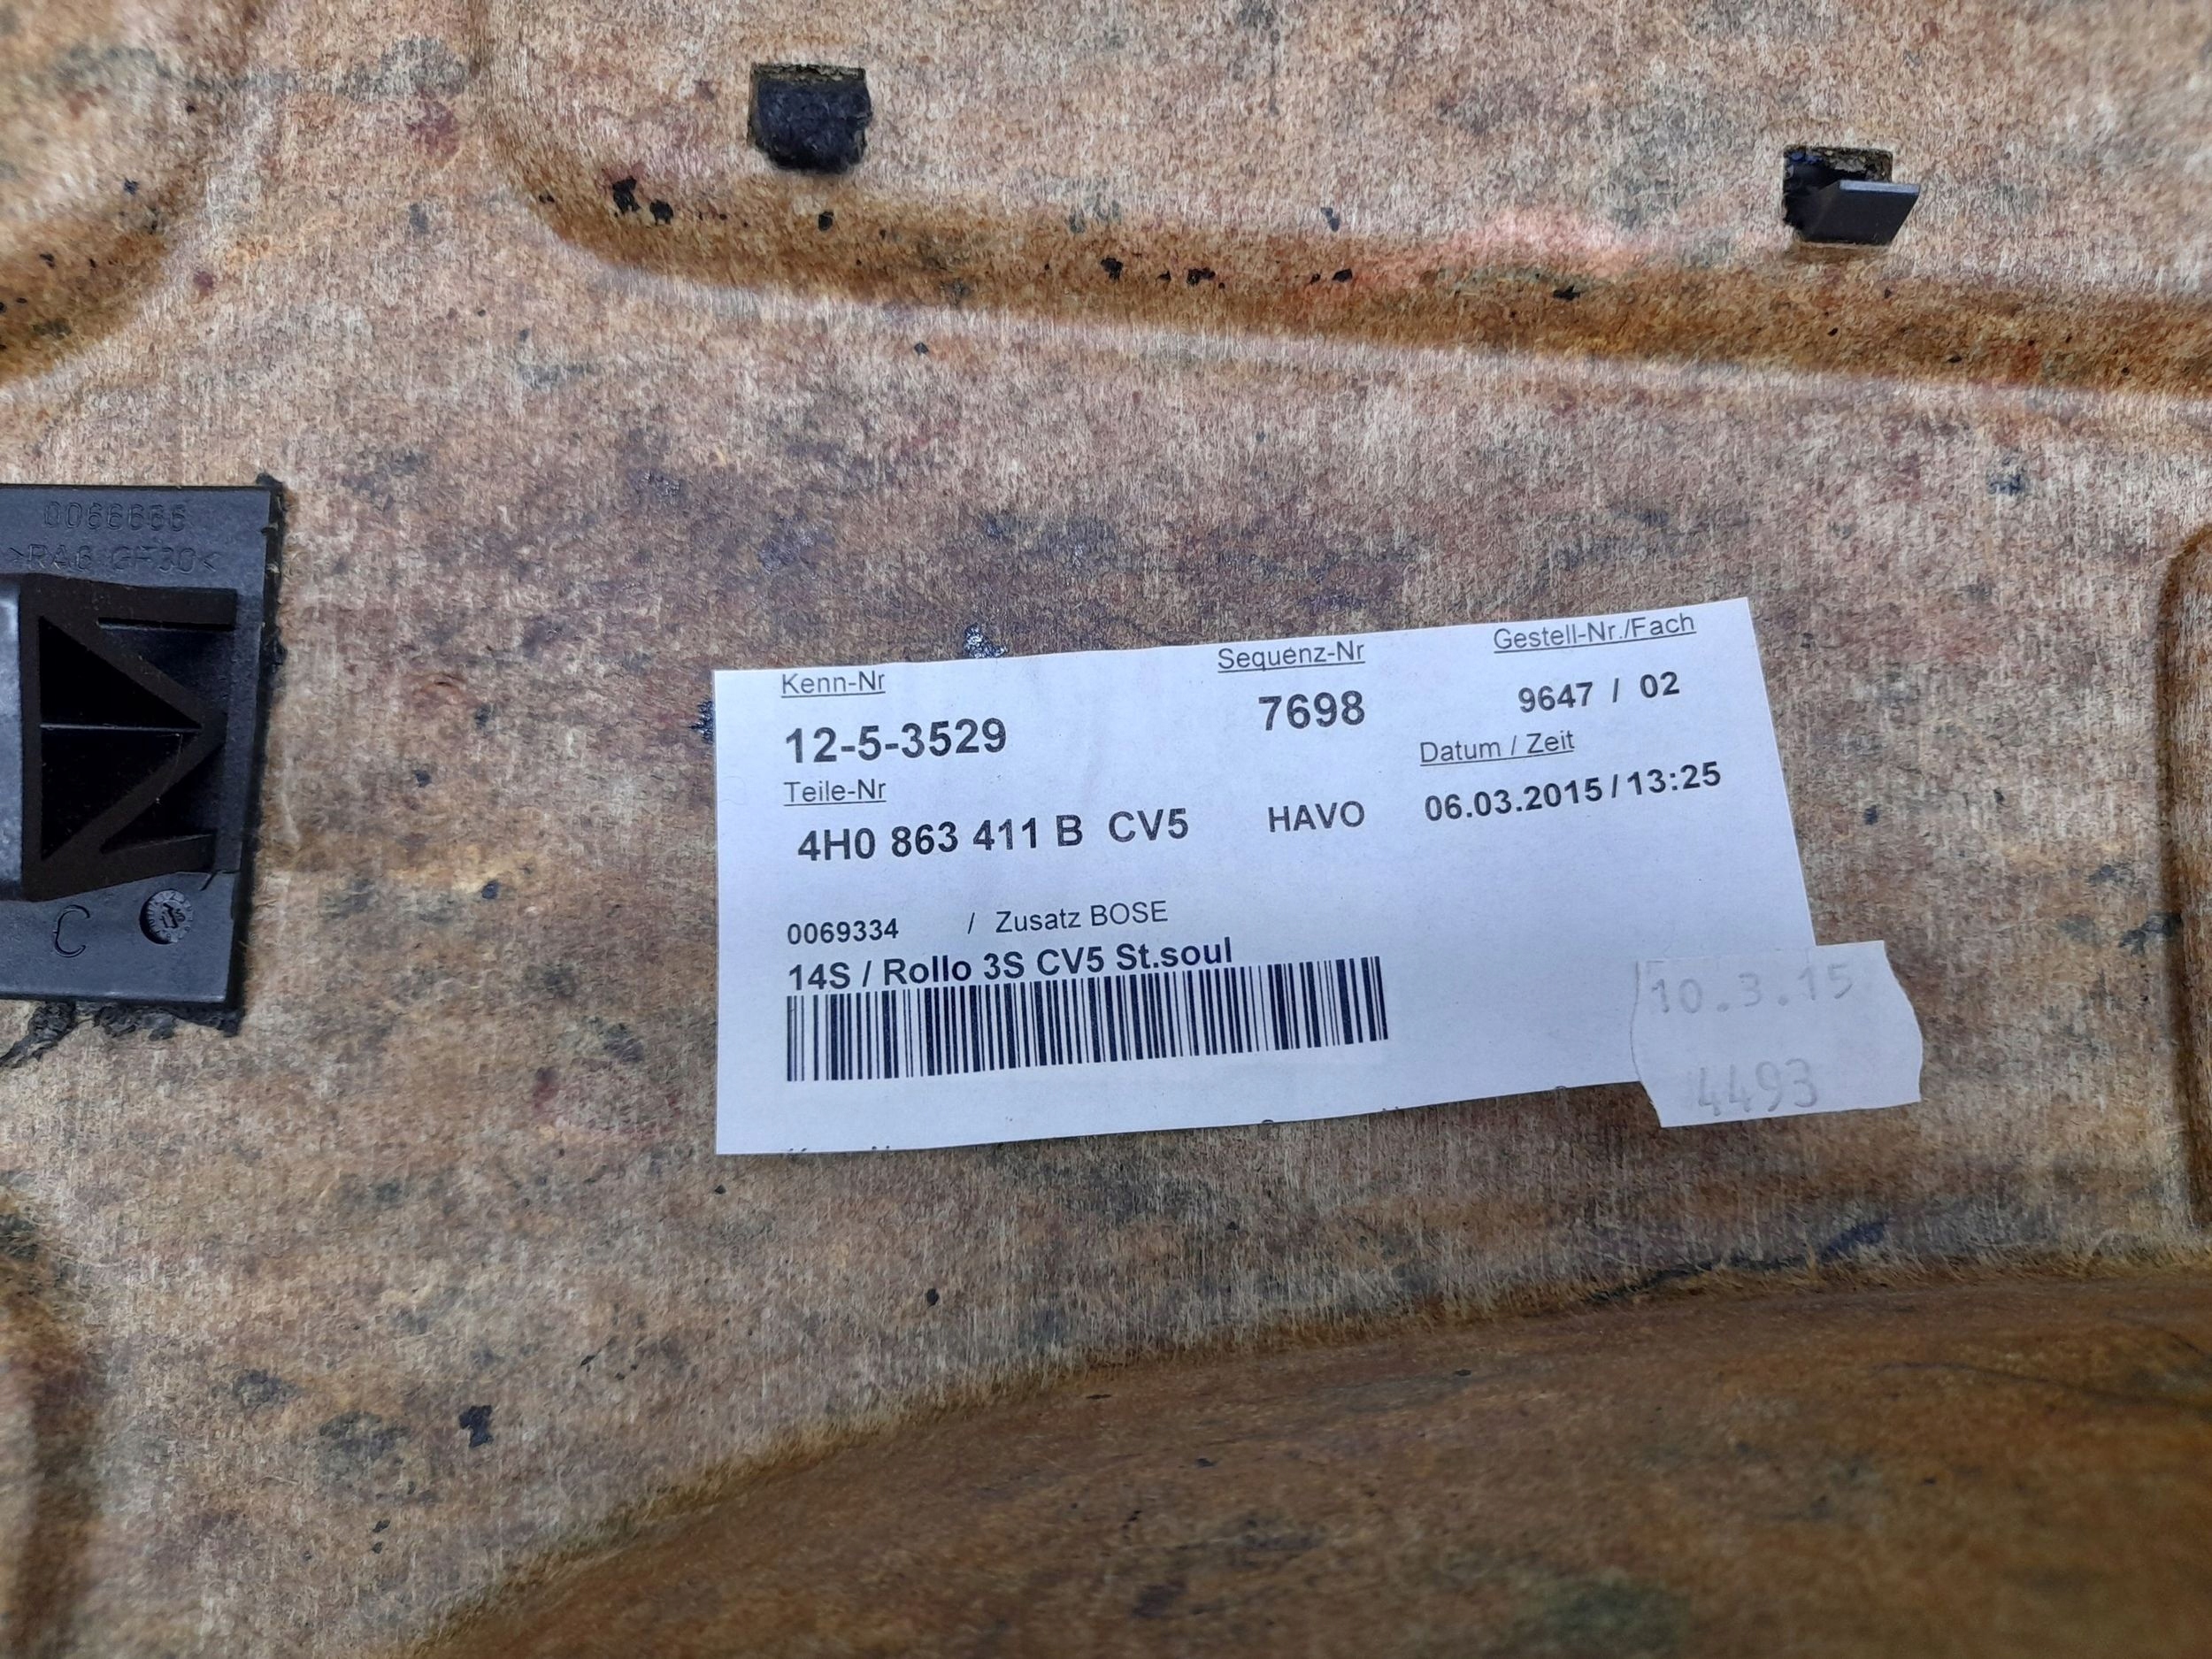 0066666
>PA6 GF30<
C
Kenn-Nr
Sequenz-Nr
Gestell-Nr./Fach
12-5-3529
7698
9647 / 02
Teile-Nr
Datum / Zeit
4H0 863 411 B CV5
HAVO
06.03.2015 / 13:25
0069334 / Zusatz BOSE
14S / Rollo 3S CV5 St.soul
10.3.15
4493